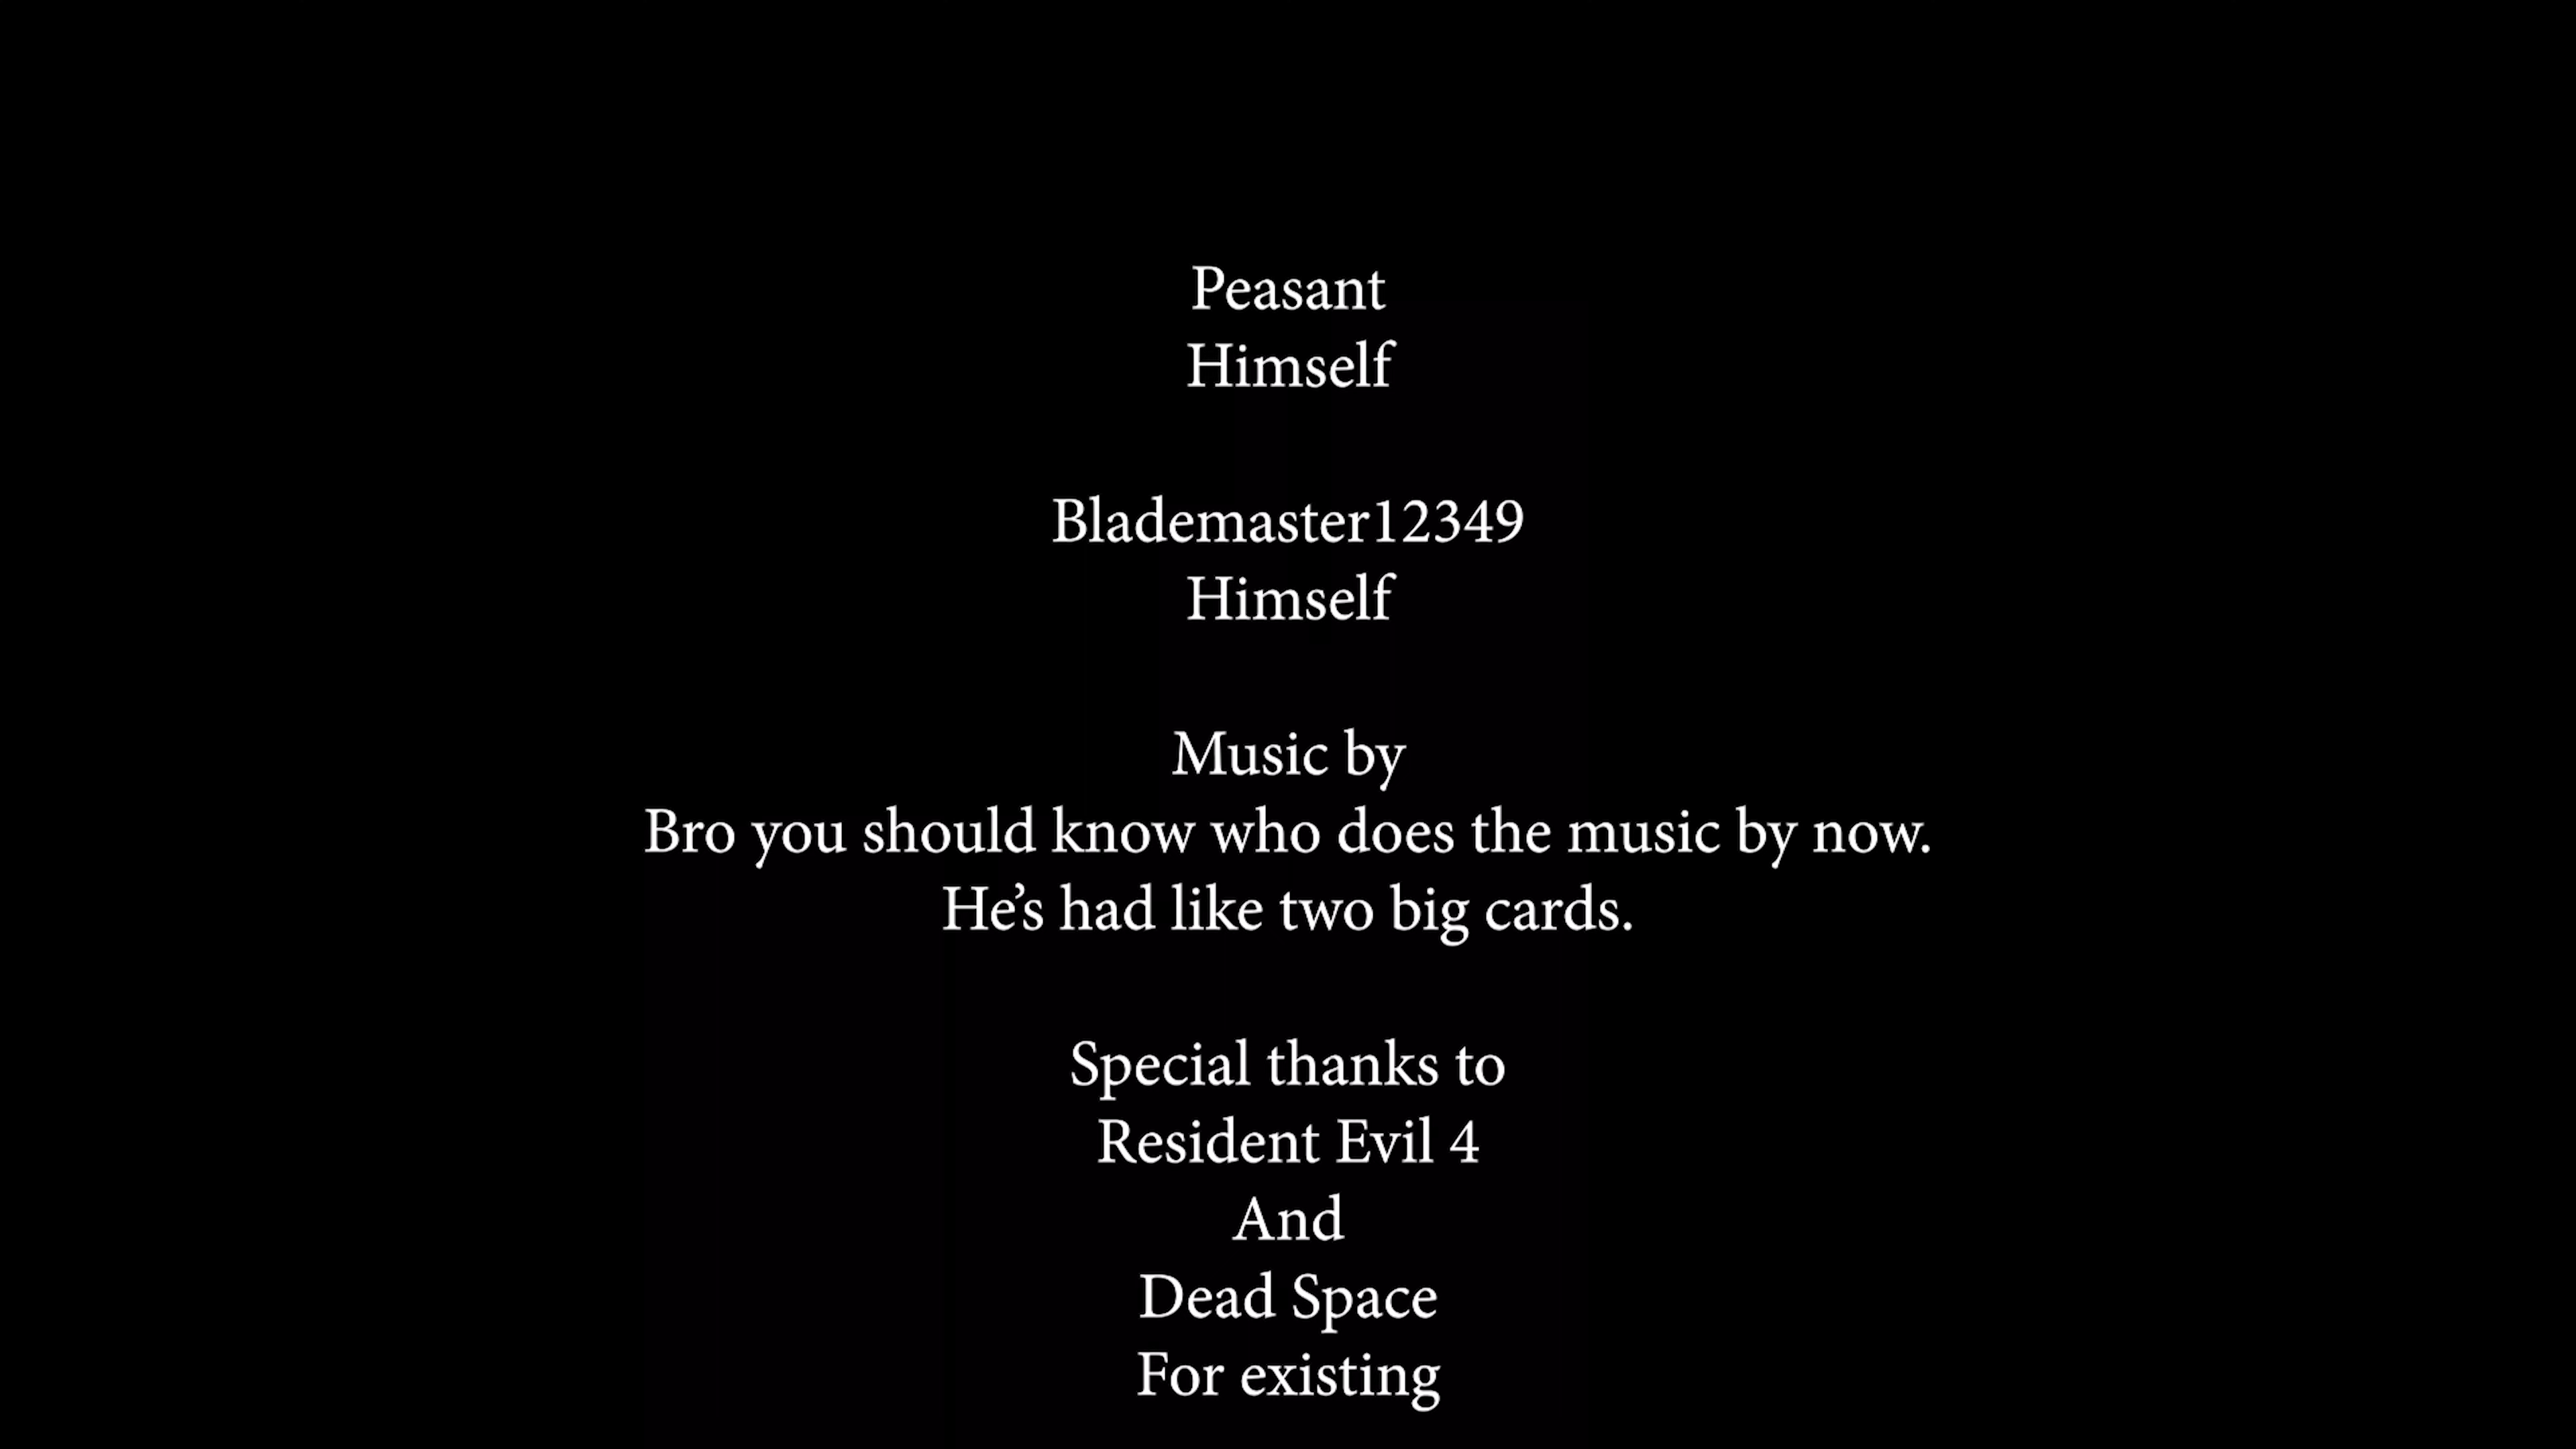 Peasant
Himself
Blademaster12349
Himself
Music by
Bro you should know who does the music by now.
He’s had like two big cards.
Special thanks to
Resident Evil 4
And
Dead Space
For existing